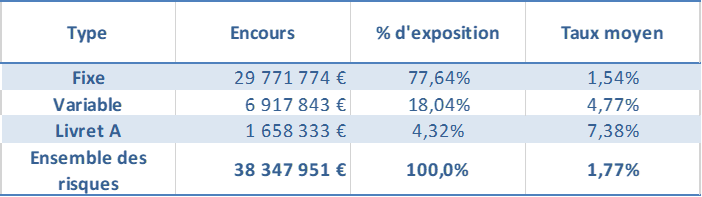 Type Encours % d'exposition Taux moyen
Fixe 29 771 774 € 77,64% 1,54%
Variable 6 917 843 € 18,04% 4,77%
Livret A 1 658 333 € 4,32% 7,38%
Ensemble des
risques 38 347 951 € 100,0% 1,77%